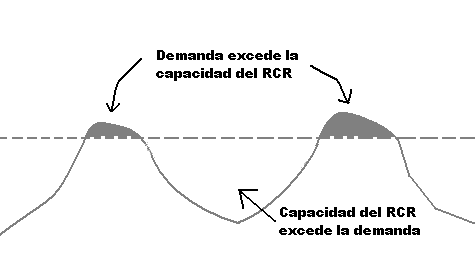 Demanda excede la
capacidad del RCR
Capacidad del RCR
excede la demanda